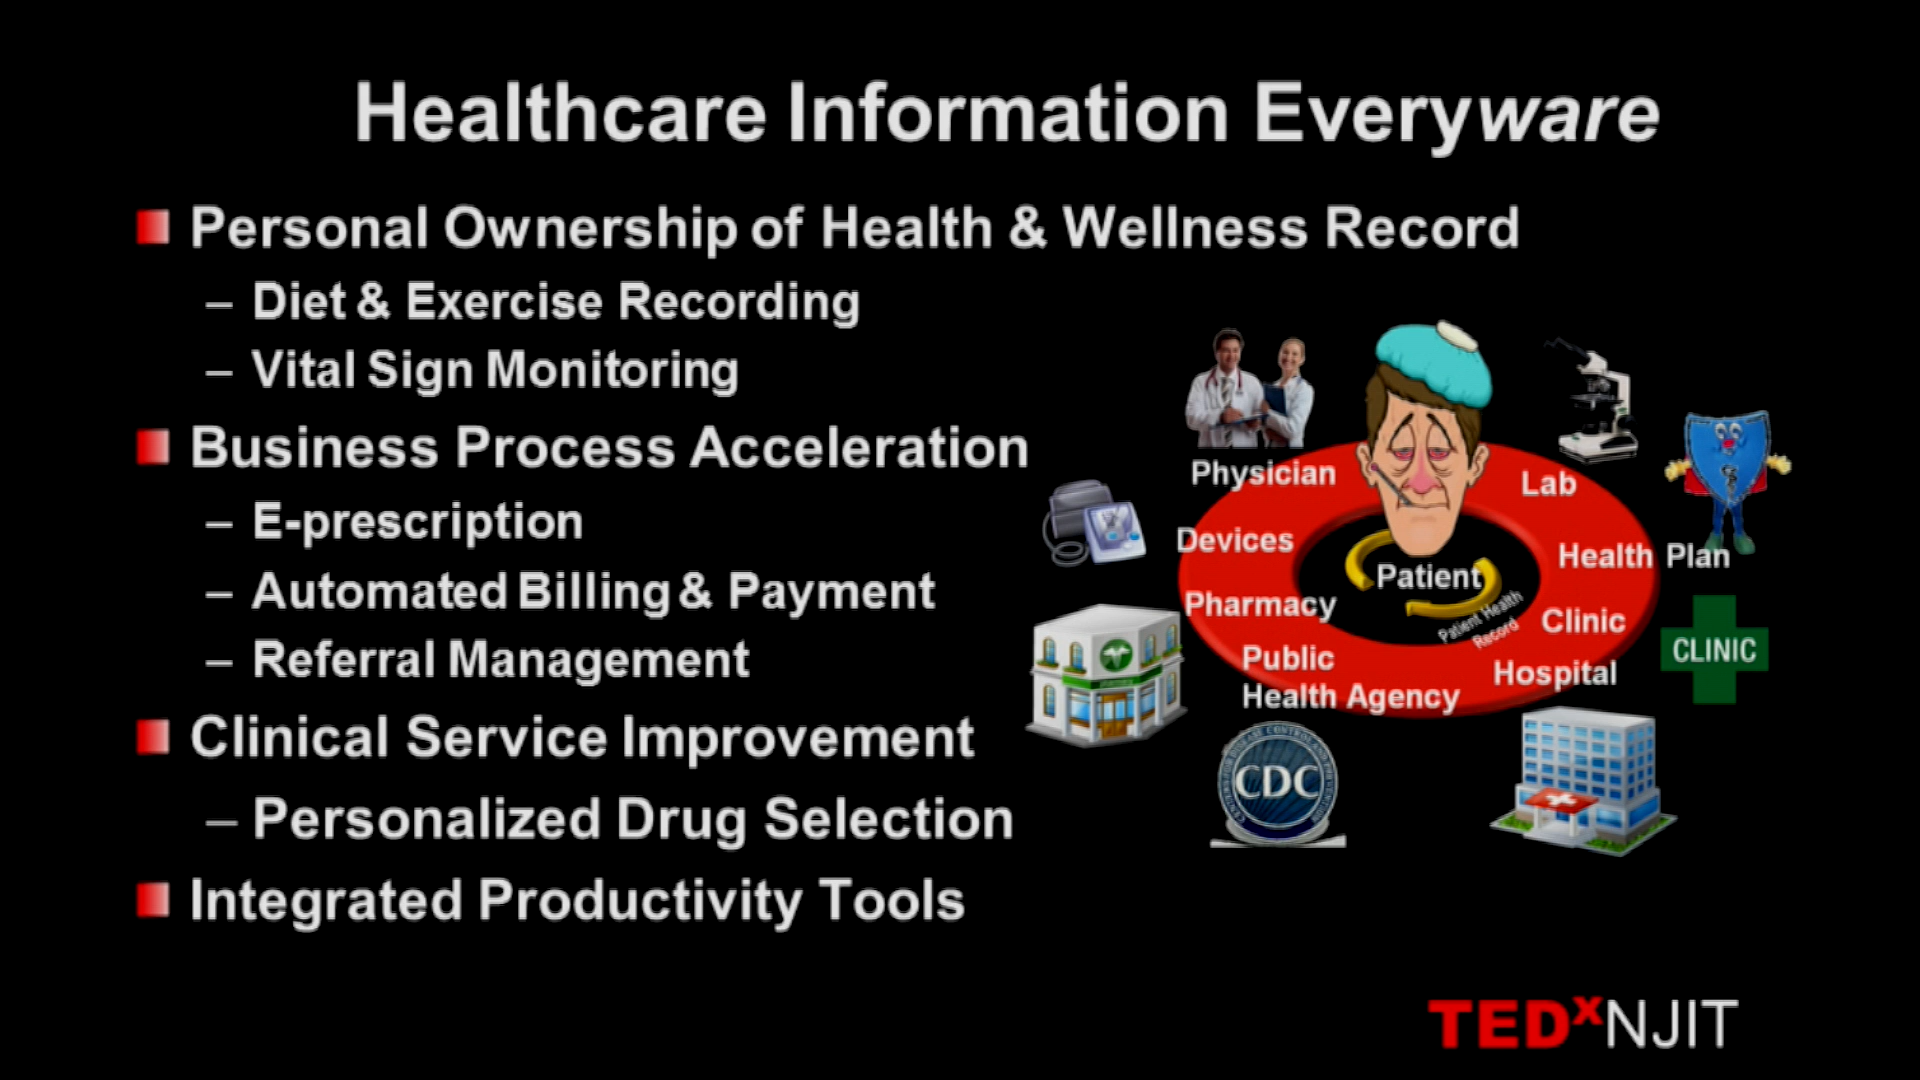 Healthcare Information Everyware
Personal Ownership of Health & Wellness Record
– Diet & Exercise Recording
– Vital Sign Monitoring
Business Process Acceleration
– E-prescription
– Automated Billing & Payment
– Referral Management
Clinical Service Improvement
– Personalized Drug Selection
Integrated Productivity Tools
Physician
Lab
Devices
Health Plan
Patient
Pharmacy
Patient Health
Record
Clinic
CLINIC
Public
Health Agency
Hospital
CDC
TEDxNJIT